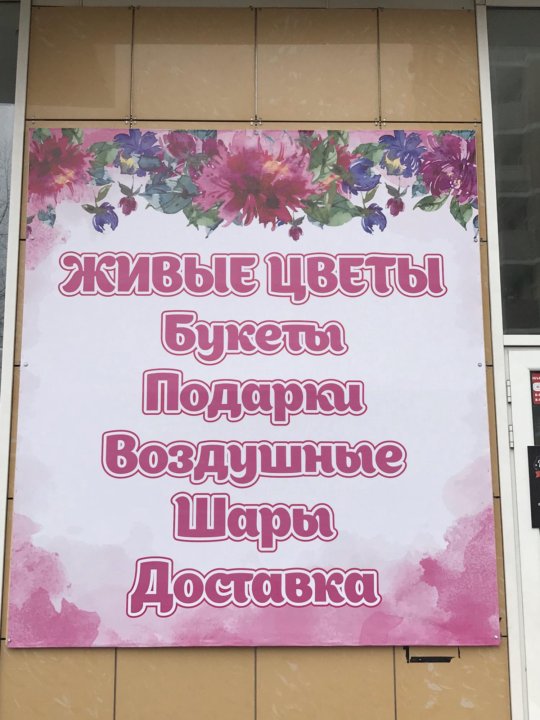 ЖИВЫЕ ЦВЕТЫ
Букеты
Подарки
Воздушные
Шары
Доставка